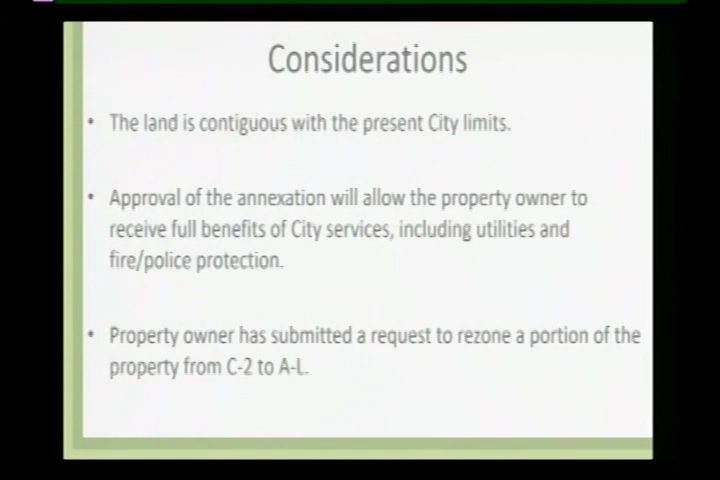 Considerations
• The land is contiguous with the present City limits.
• Approval of the annexation will allow the property owner to
receive full benefits of City services, including utilities and
fire/police protection.
• Property owner has submitted a request to rezone a portion of the
property from C-2 to A-L.